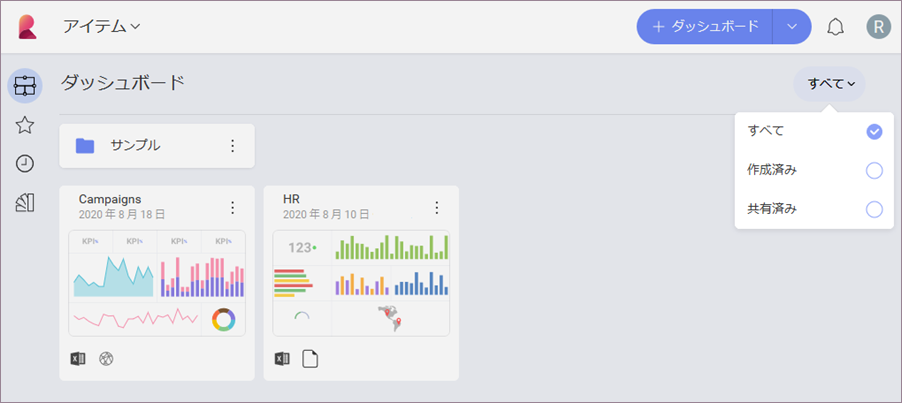 アイテム
+ ダッシュボード
R
ダッシュボード
すべて
すべて
作成済み
共有済み
サンプル
Campaigns
2020 年 8 月 18 日
KPI KPI KPI KPI
HR
2020 年 8 月 10 日
123